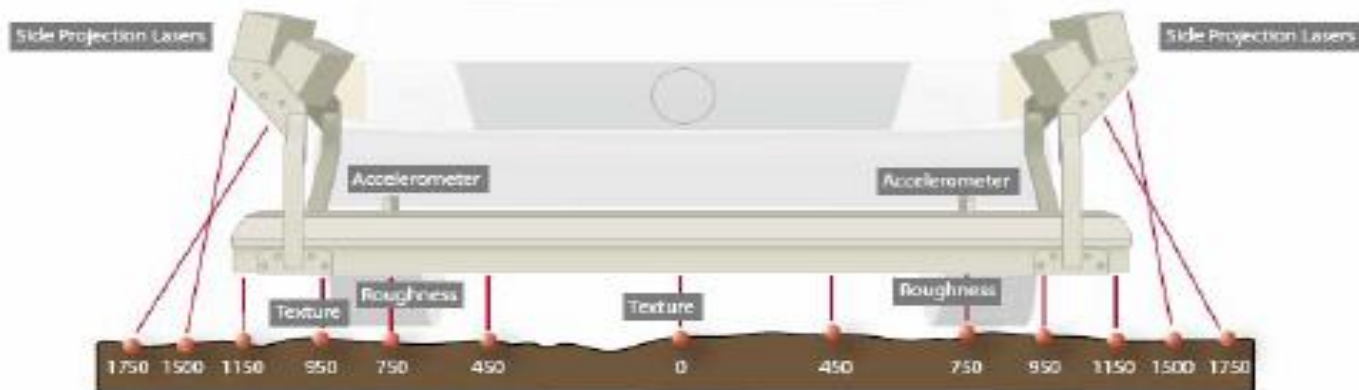 Side Projection Lasers
Side Projection Lasers
Accelerometer
Accelerometer
Texture
Roughness
Texture
Roughness
1750 1500 1150 950 750 450 0 450 750 950 1150 1500 1750